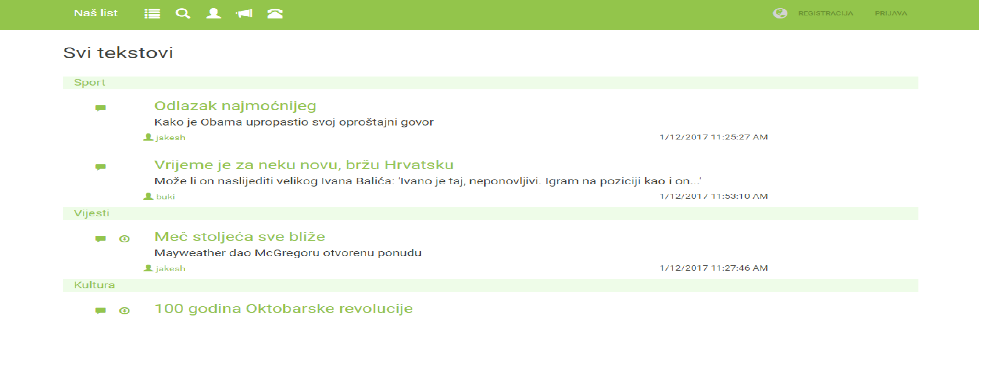 Naš list REGISTRACIJA PRIJAVA
Svi tekstovi
Sport
Odlazak najmoćnijeg
Kako je Obama upropastio svoj oproštajni govor
jakesh 1/12/2017 11:25:27 AM
Vrijeme je za neku novu, bržu Hrvatsku
Može li on naslijediti velikog Ivana Balića: 'Ivano je taj, neponovljivi. Igram na poziciji kao i on...'
buki 1/12/2017 11:53:10 AM
Vijesti
Meč stoljeća sve bliže
Mayweather dao McGregoru otvorenu ponudu
jakesh 1/12/2017 11:27:46 AM
Kultura
100 godina Oktobarske revolucije